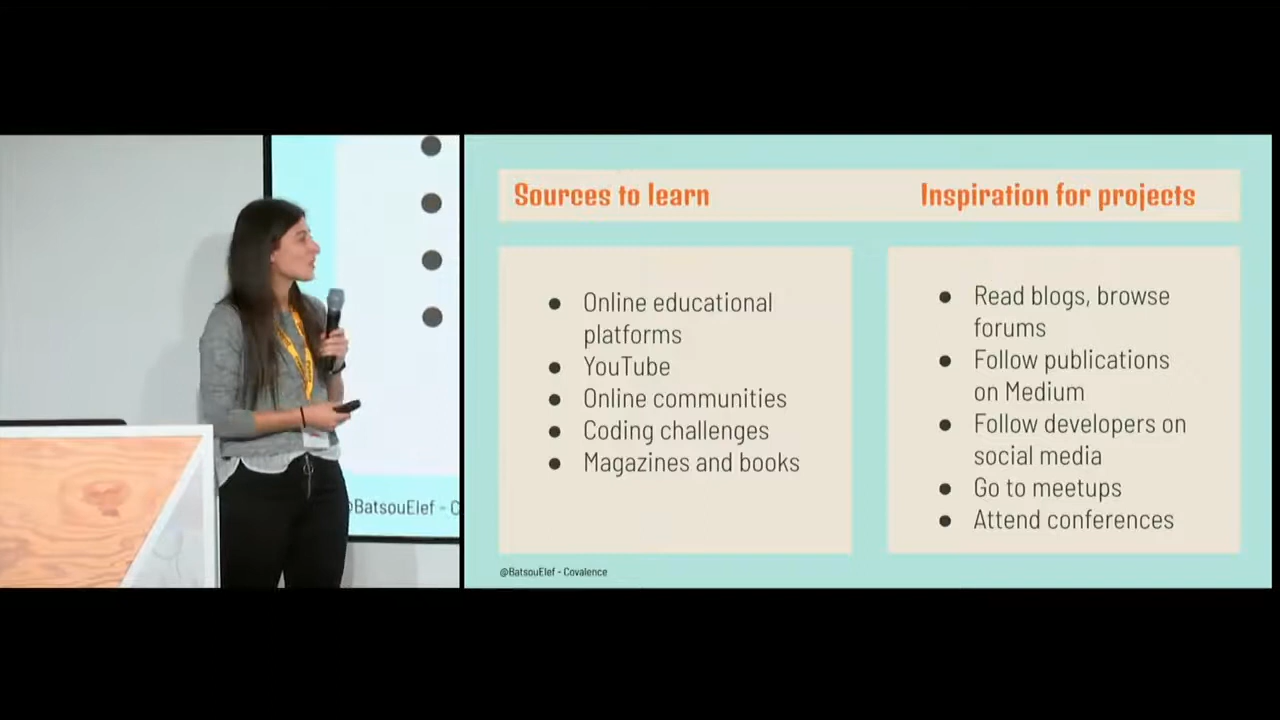 Sources to learn
Inspiration for projects
Online educational
platforms
YouTube
Online communities
Coding challenges
Magazines and books
Read blogs, browse
forums
Follow publications
on Medium
Follow developers on
social media
Go to meetups
Attend conferences
@BatsouElef - Covalence
BatsouElef - C